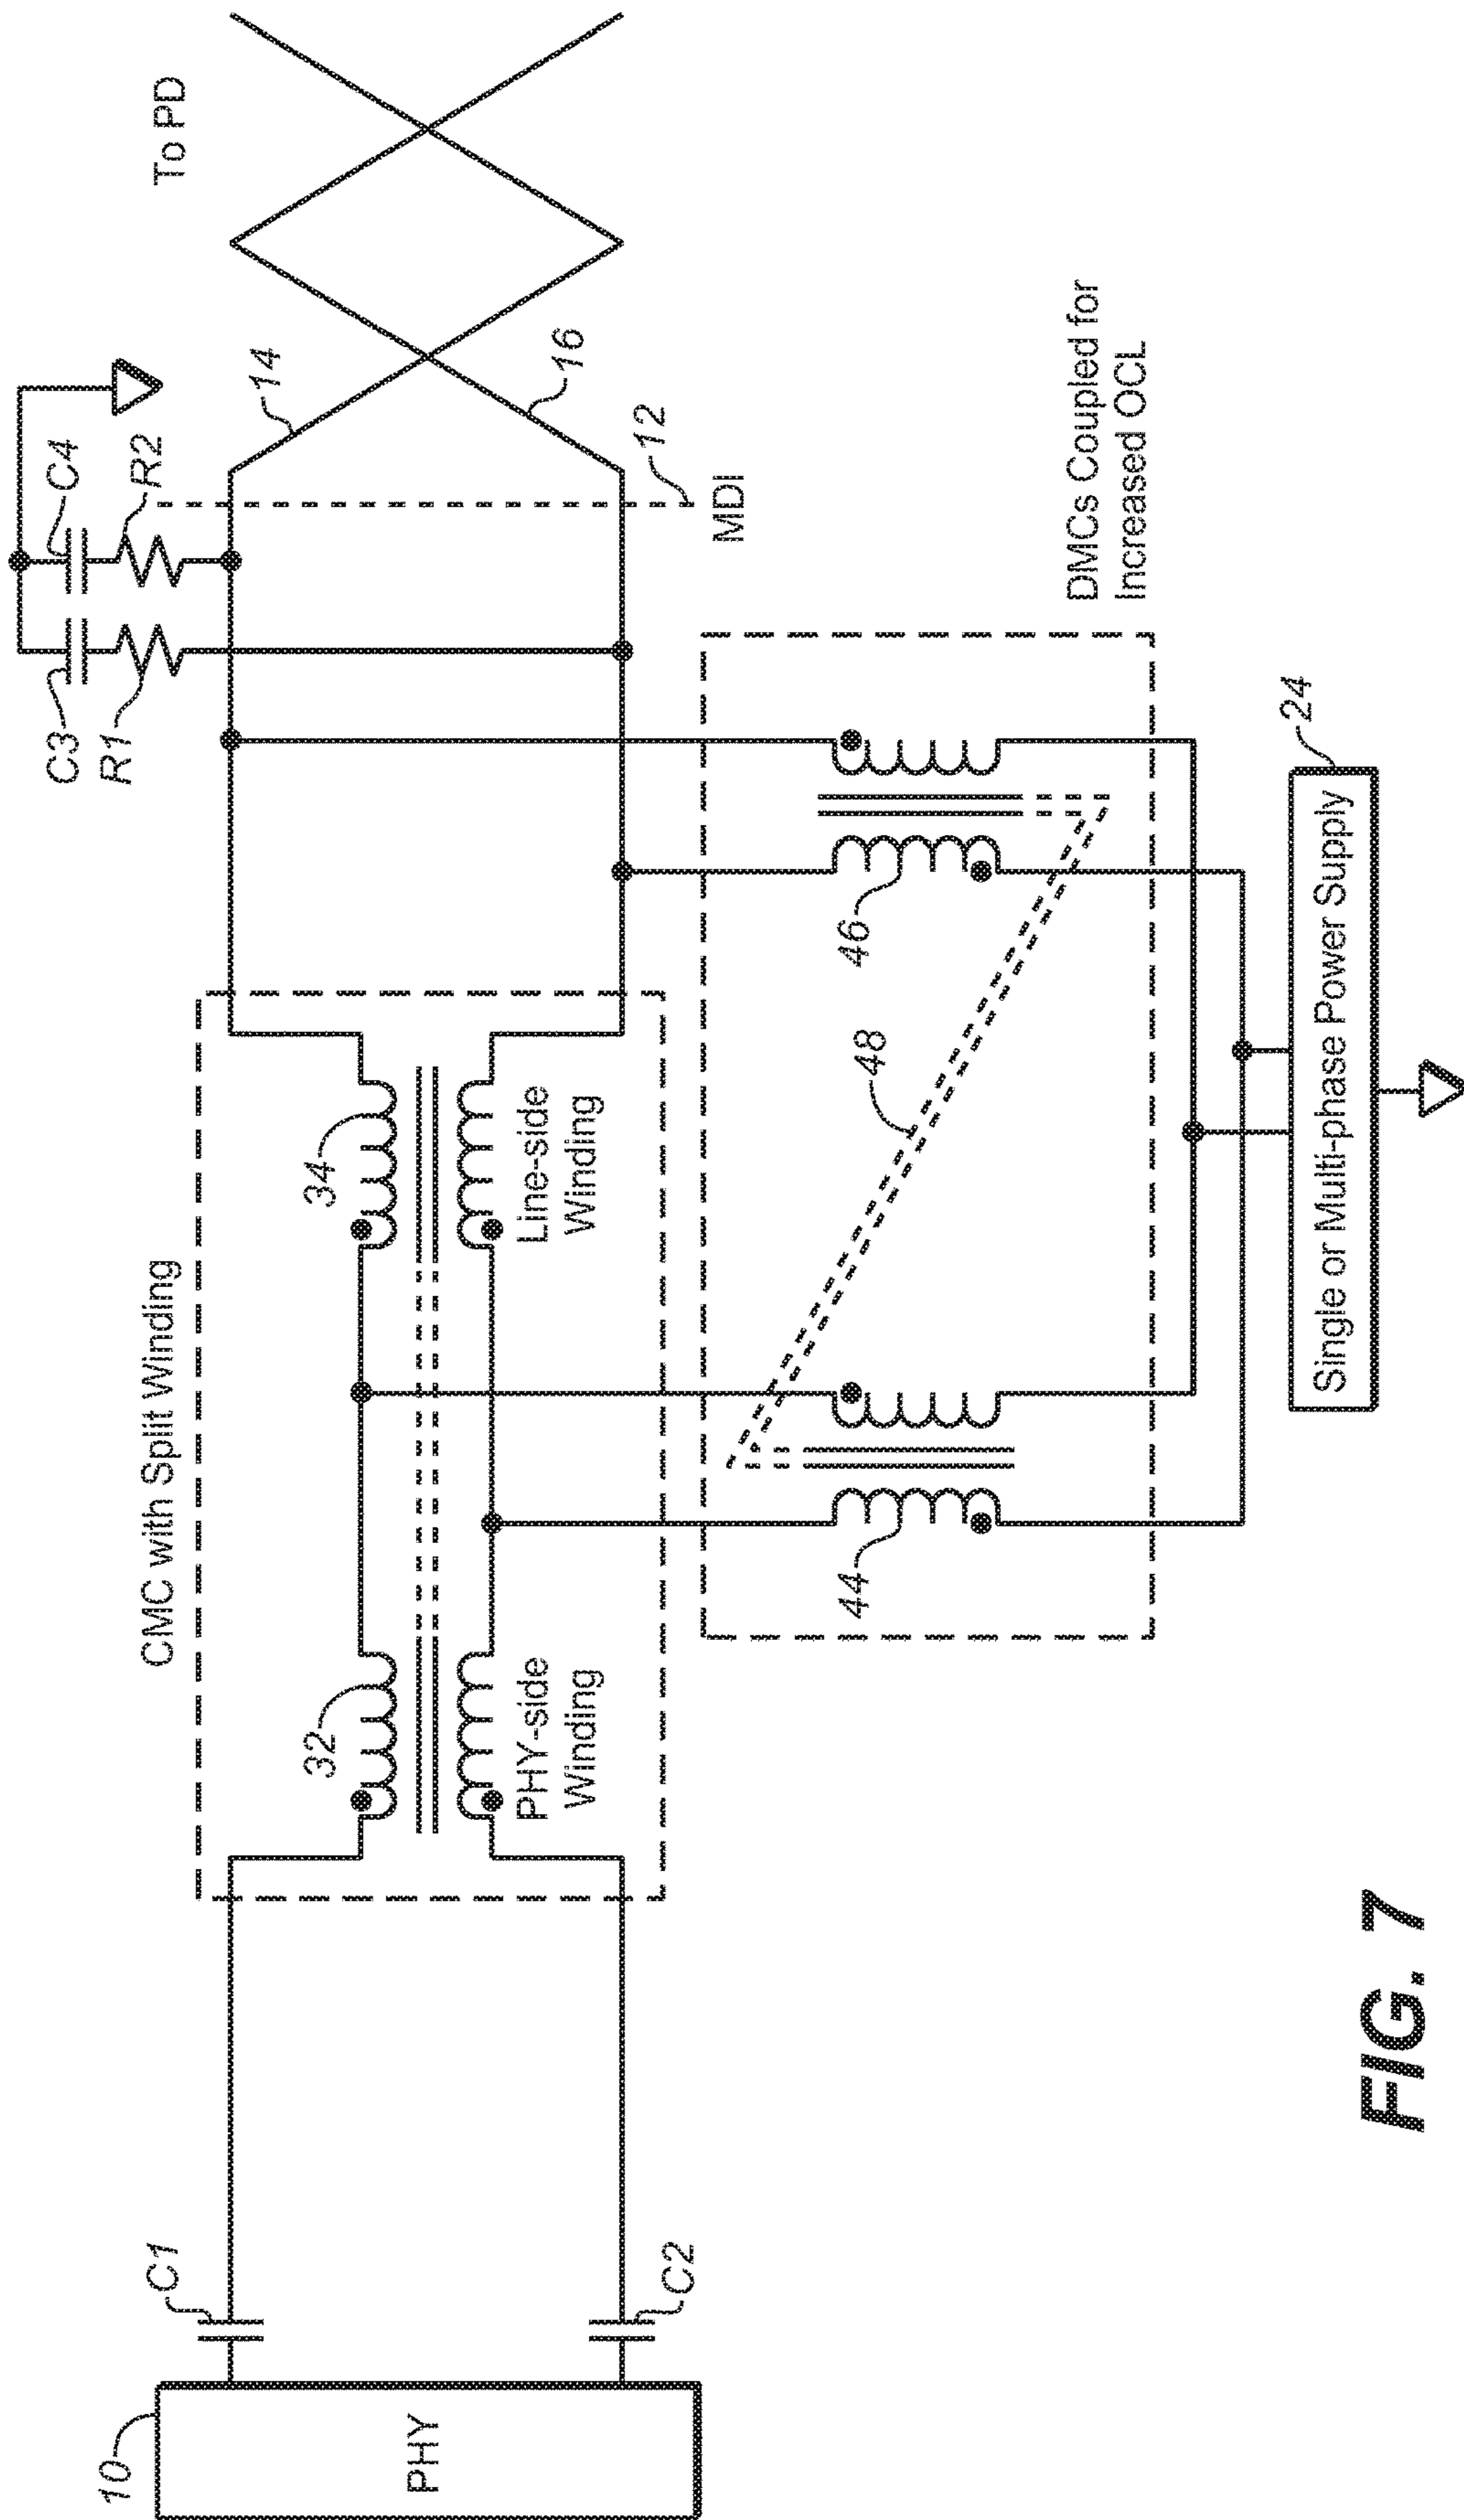 To PD
C3
C4
R1
R2
14
16
12
MDI
CMC with Split Winding
34
32
Line-side
Winding
PHY-side
Winding
C1
C2
10
PHY
DMCs Coupled for
Increased OCL
46
48
44
24
Single or Multi-phase Power Supply
FIG. 7